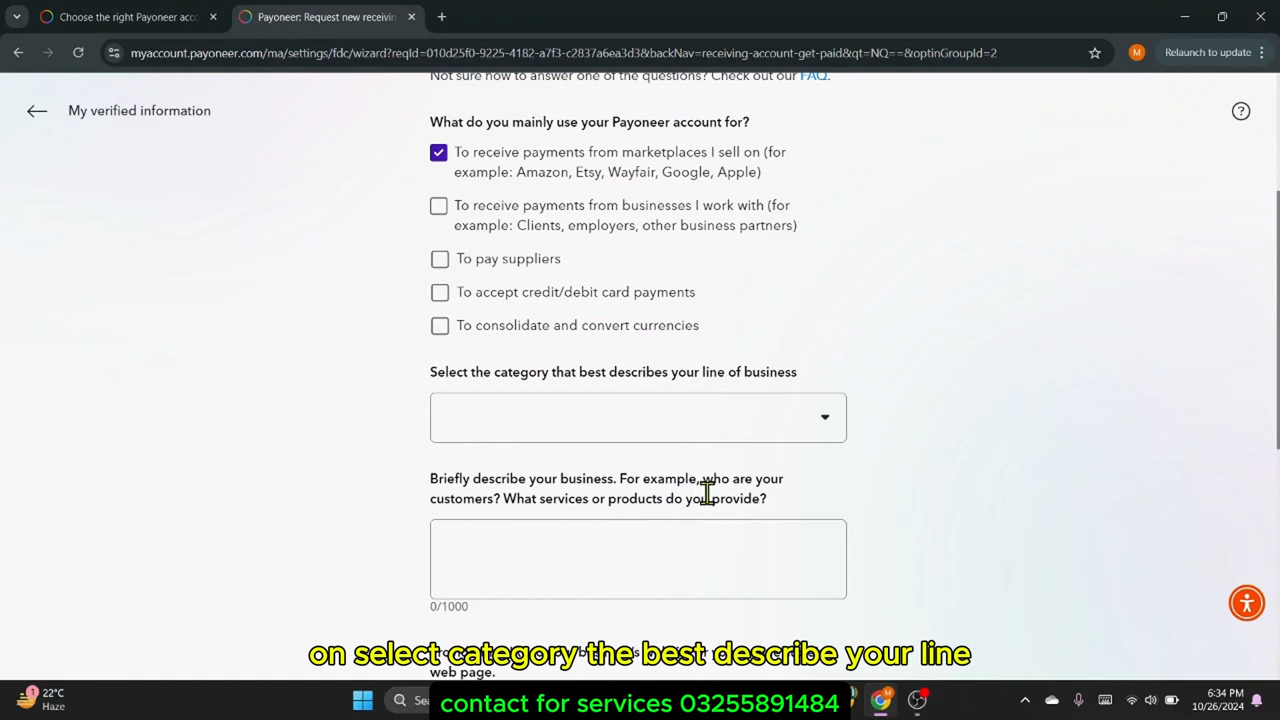 Choose the right Payoneer acco
Payoneer: Request new receivin
myaccount.payoneer.com/ma/settings/fdc/wizard?reqId=010d25f0-9225-4182-a7f3-c2837c6a3ed3&backNav=receiving-account-get-paid&qt=NQ==&optinGroupId=2
M
Relaunch to update
Not sure how to answer one of the questions? Check out our FAQ.
My verified information
What do you mainly use your Payoneer account for?
To receive payments from marketplaces I sell on (for
example: Amazon, Etsy, Wayfair, Google, Apple)
To receive payments from businesses I work with (for
example: Clients, employers, other business partners)
To pay suppliers
To accept credit/debit card payments
To consolidate and convert currencies
Select the category that best describes your line of business
Briefly describe your business. For example, who are your
customers? What services or products do you provide?
0/1000
on select category the best describe your line
web page.
contact for services 03255891484
22°C
Haze
1
Sea
6:34 PM
10/26/2024